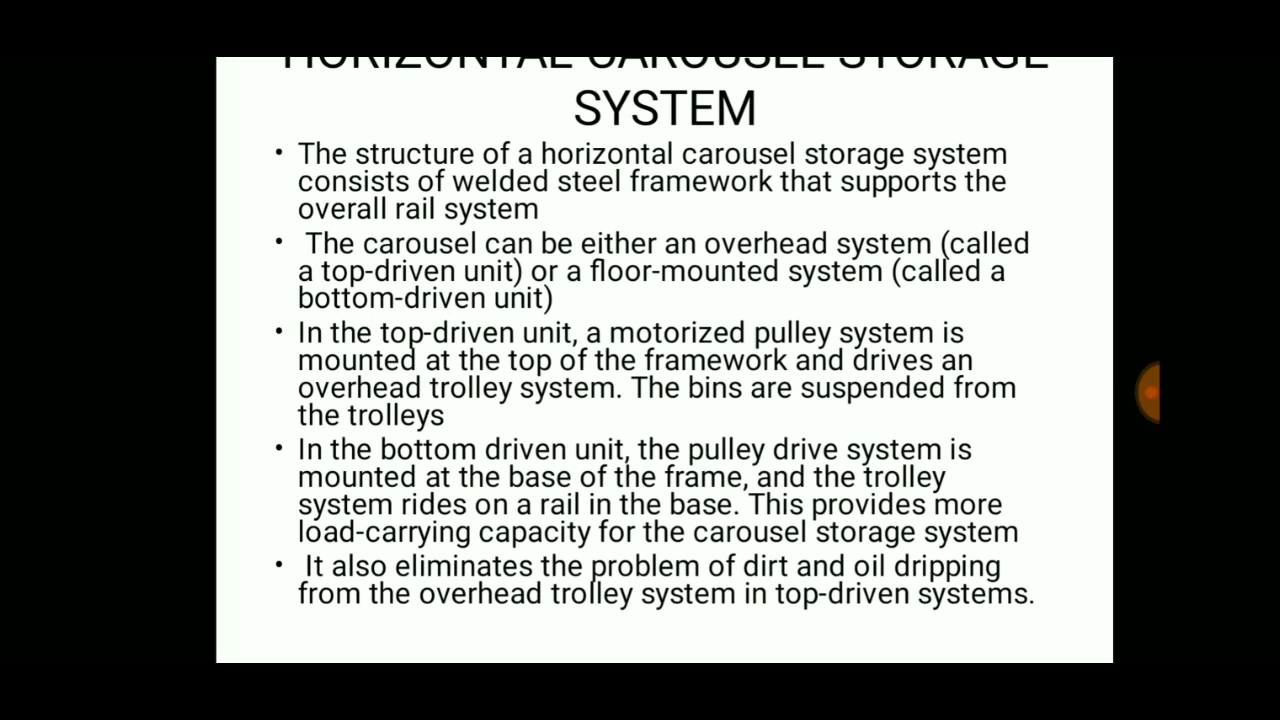 HORIZONTAL CAROUSEL STORAGE
SYSTEM
• The structure of a horizontal carousel storage system
consists of welded steel framework that supports the
overall rail system
• The carousel can be either an overhead system (called
a top-driven unit) or a floor-mounted system (called a
bottom-driven unit)
• In the top-driven unit, a motorized pulley system is
mounted at the top of the framework and drives an
overhead trolley system. The bins are suspended from
the trolleys
• In the bottom driven unit, the pulley drive system is
mounted at the base of the frame, and the trolley
system rides on a rail in the base. This provides more
load-carrying capacity for the carousel storage system
• It also eliminates the problem of dirt and oil dripping
from the overhead trolley system in top-driven systems.